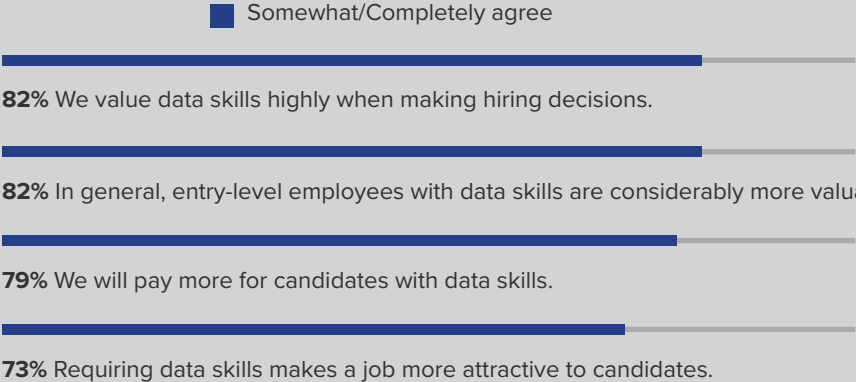 Somewhat/Completely agree
82% We value data skills highly when making hiring decisions.
82% In general, entry-level employees with data skills are considerably more
79% We will pay more for candidates with data skills.
73% Requiring data skills makes a job more attractive to candidates.